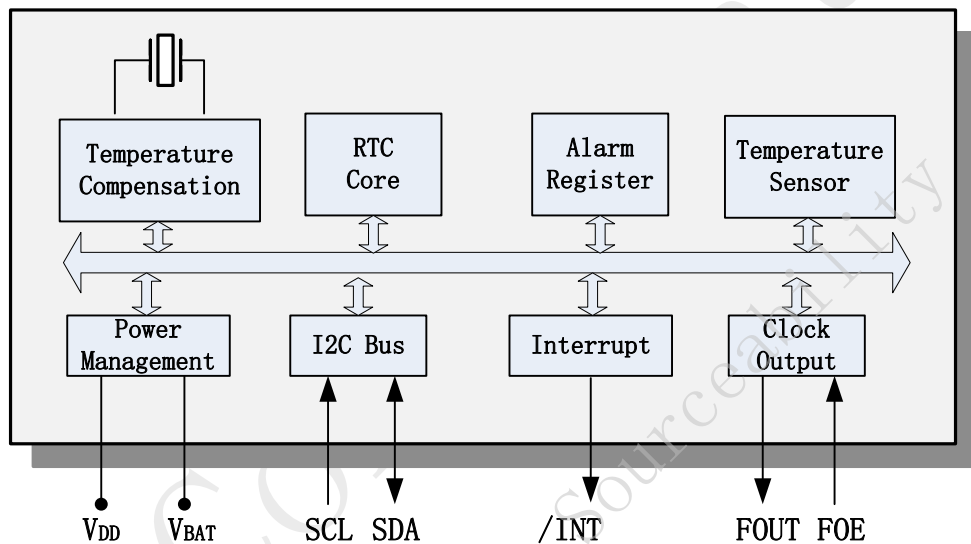 Temperature
Compensation
RTC
Core
Alarm
Register
Temperature
Sensor
Power
Management
I2C Bus
Interrupt
Clock
Output
VDD VBAT SCL SDA /INT FOUT FOE
Sourceability